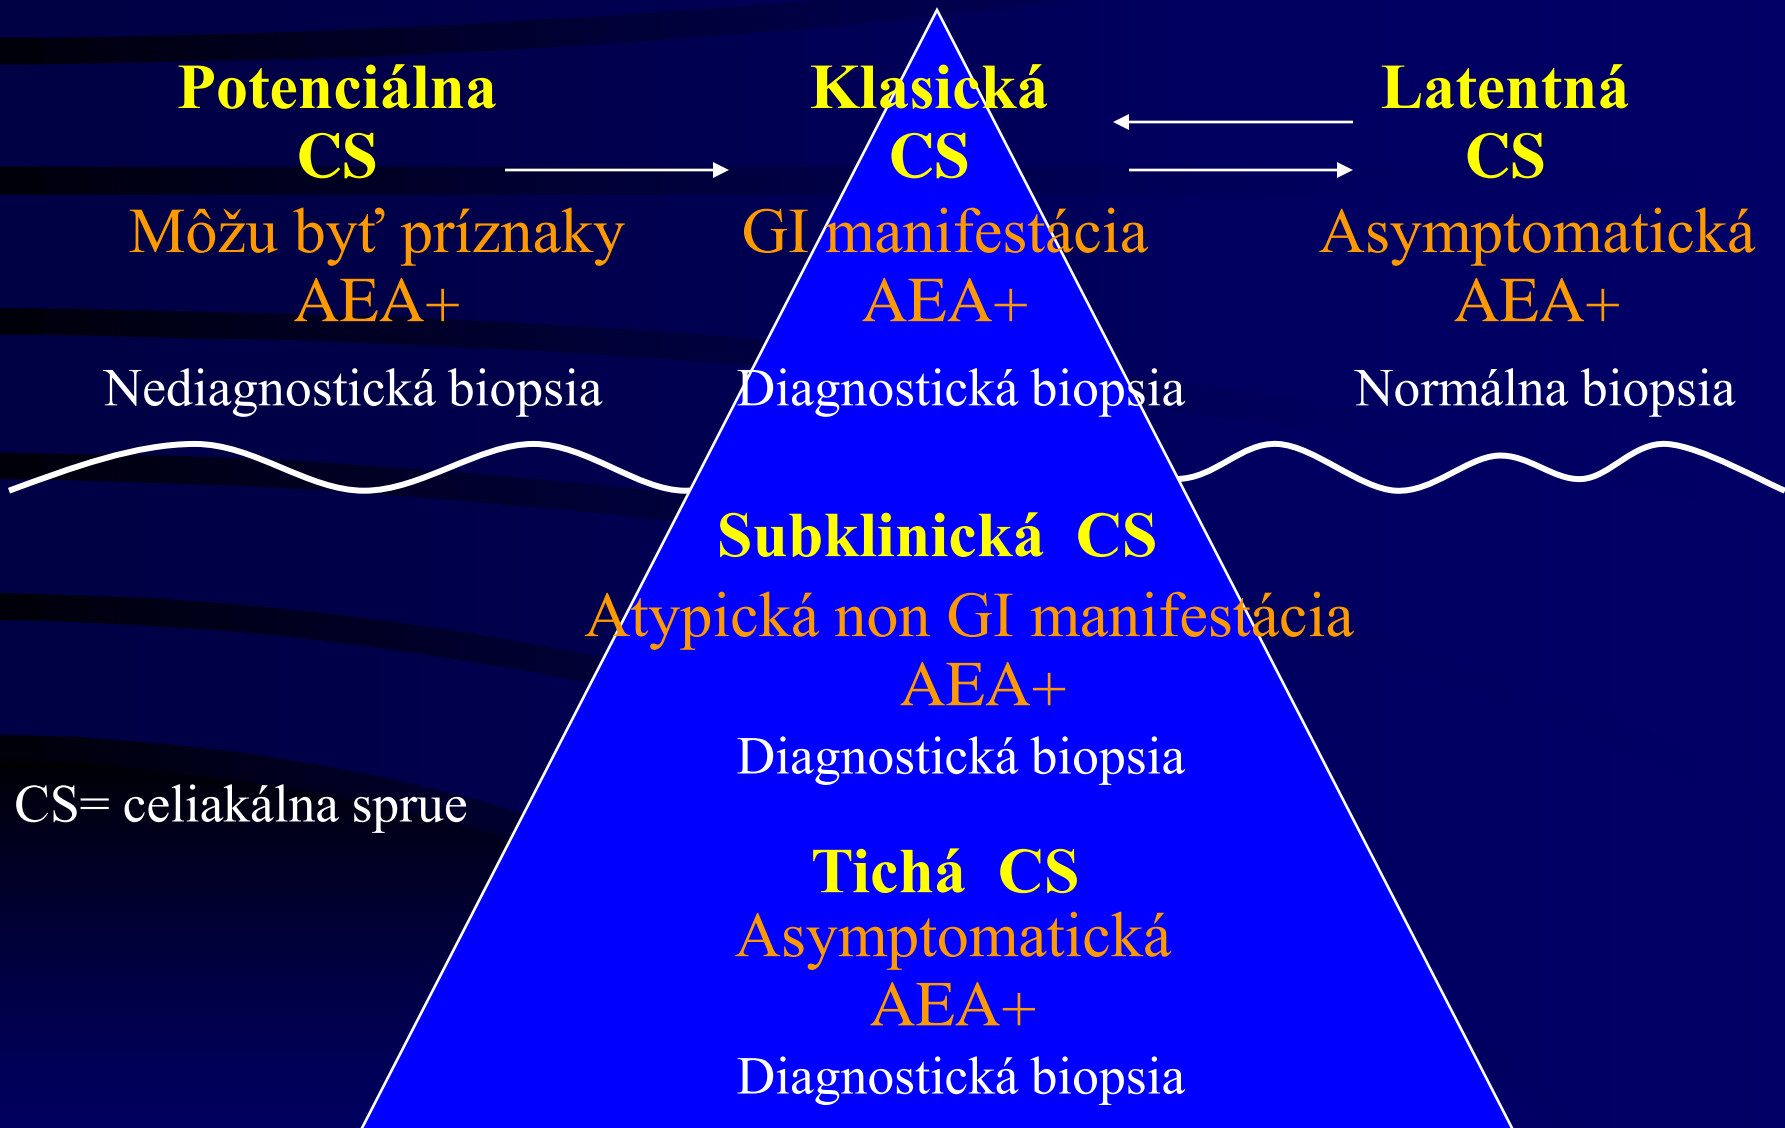 Potenciálna
CS
Môžu byť príznaky
AEA+
Nediagnostická biopsia
Klasická
CS
GI manifestácia
AEA+
Diagnostická biopsia
Latentná
CS
Asymptomatická
AEA+
Normálna biopsia
Subklinická CS
Atypická non GI manifestácia
AEA+
Diagnostická biopsia
CS= celiakálna sprue
Tichá CS
Asymptomatická
AEA+
Diagnostická biopsia